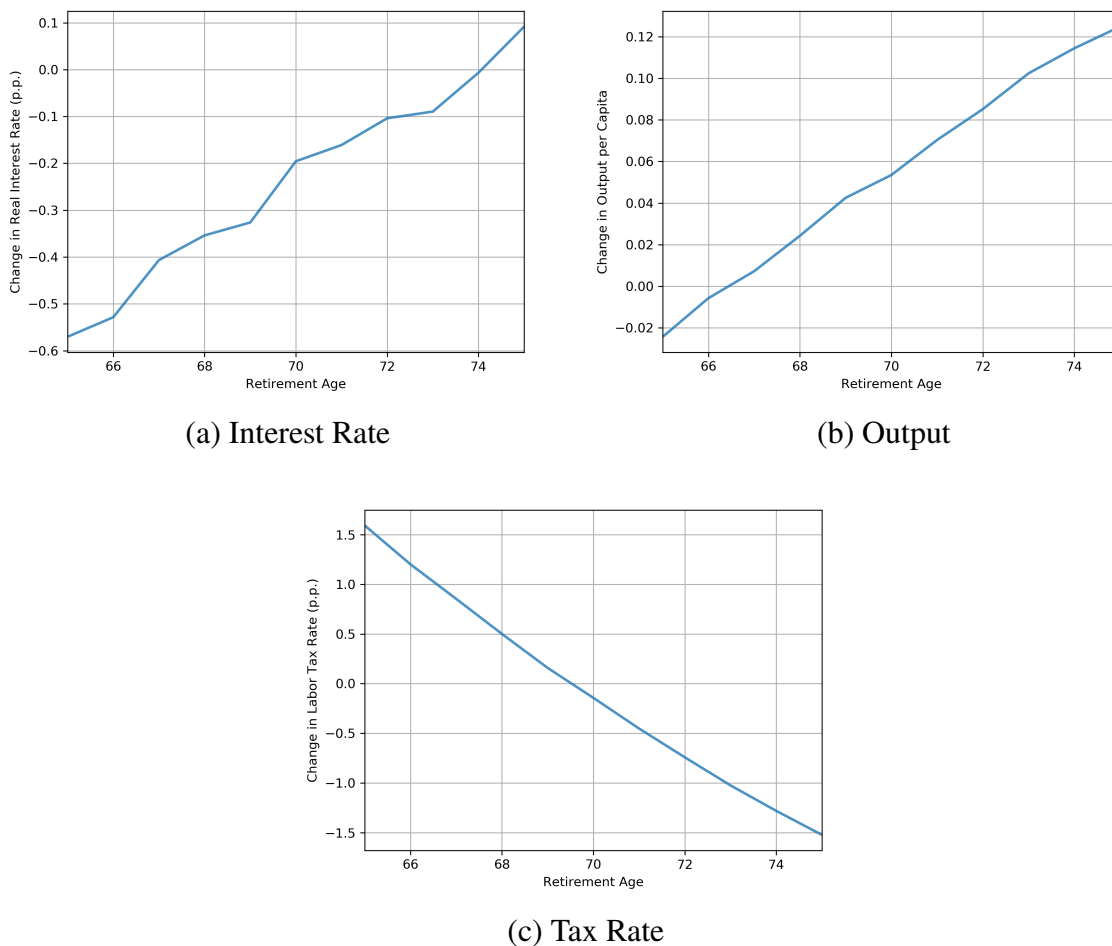 Change in Real Interest Rate (p.p.)
0.1
0.0
−0.1
−0.2
−0.3
−0.4
−0.5
−0.6
66 68 70 72 74
Retirement Age
(a) Interest Rate
Change in Output per Capita
0.12
0.10
0.08
0.06
0.04
0.02
0.00
−0.02
66 68 70 72 74
Retirement Age
(b) Output
Change in Labor Tax Rate (p.p.)
1.5
1.0
0.5
0.0
−0.5
−1.0
−1.5
66 68 70 72 74
Retirement Age
(c) Tax Rate